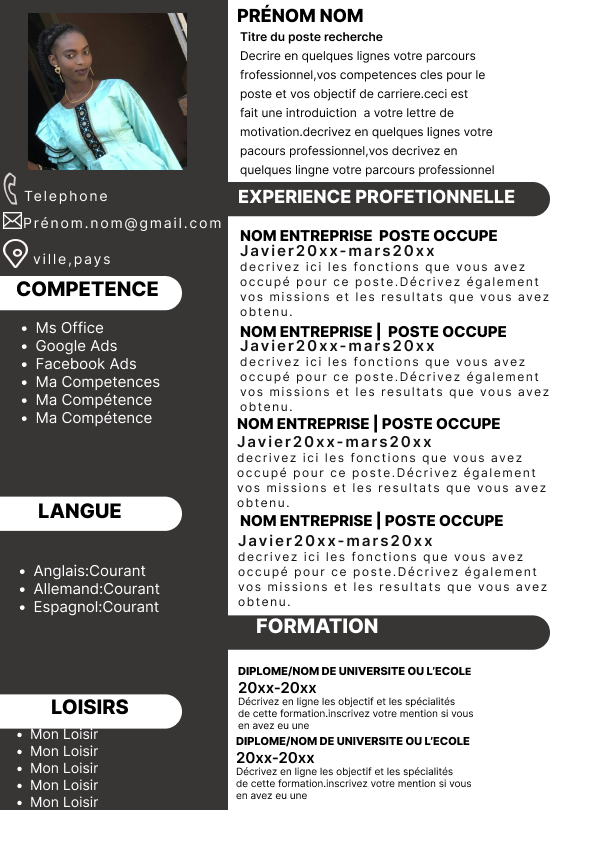 Telephone
Prénom.nom@gmail.com
ville,pays
COMPETENCE
Ms Office
Google Ads
Facebook Ads
Ma Competences
Ma Compétence
Ma Compétence
LANGUE
Anglais:Courant
Allemand:Courant
Espagnol:Courant
LOISIRS
Mon Loisir
Mon Loisir
Mon Loisir
Mon Loisir
Mon Loisir
PRÉNOM NOM
Titre du poste recherche
Decrire en quelques lignes votre parcours
frofessionnel,vos competences cles pour le
poste et vos objectif de carriere.ceci est
fait une introduiction a votre lettre de
motivation.decrivez en quelques lignes votre
pacours professionnel,vos decrivez en
quelques lingne votre parcours professionnel
EXPERIENCE PROFETIONNELLE
NOM ENTREPRISE POSTE OCCUPE
Javier20xx-mars20xx
decrivez ici les fonctions que vous avez
occupé pour ce poste.Décrivez également
vos missions et les resultats que vous avez
obtenu.
NOM ENTREPRISE | POSTE OCCUPE
Javier20xx-mars20xx
decrivez ici les fonctions que vous avez
occupé pour ce poste.Décrivez également
vos missions et les resultats que vous avez
obtenu.
NOM ENTREPRISE | POSTE OCCUPE
Javier20xx-mars20xx
decrivez ici les fonctions que vous avez
occupé pour ce poste.Décrivez également
vos missions et les resultats que vous avez
obtenu.
NOM ENTREPRISE | POSTE OCCUPE
Javier20xx-mars20xx
decrivez ici les fonctions que vous avez
occupé pour ce poste.Décrivez également
vos missions et les resultats que vous avez
obtenu.
FORMATION
DIPLOME/NOM DE UNIVERSITE OU L'ECOLE
20xx-20xx
Décrivez en ligne les objectif et les spécialités
de cette formation.inscrivez votre mention si vous
en avez eu une
DIPLOME/NOM DE UNIVERSITE OU L'ECOLE
20xx-20xx
Décrivez en ligne les objectif et les spécialités
de cette formation.inscrivez votre mention si vous
en avez eu une